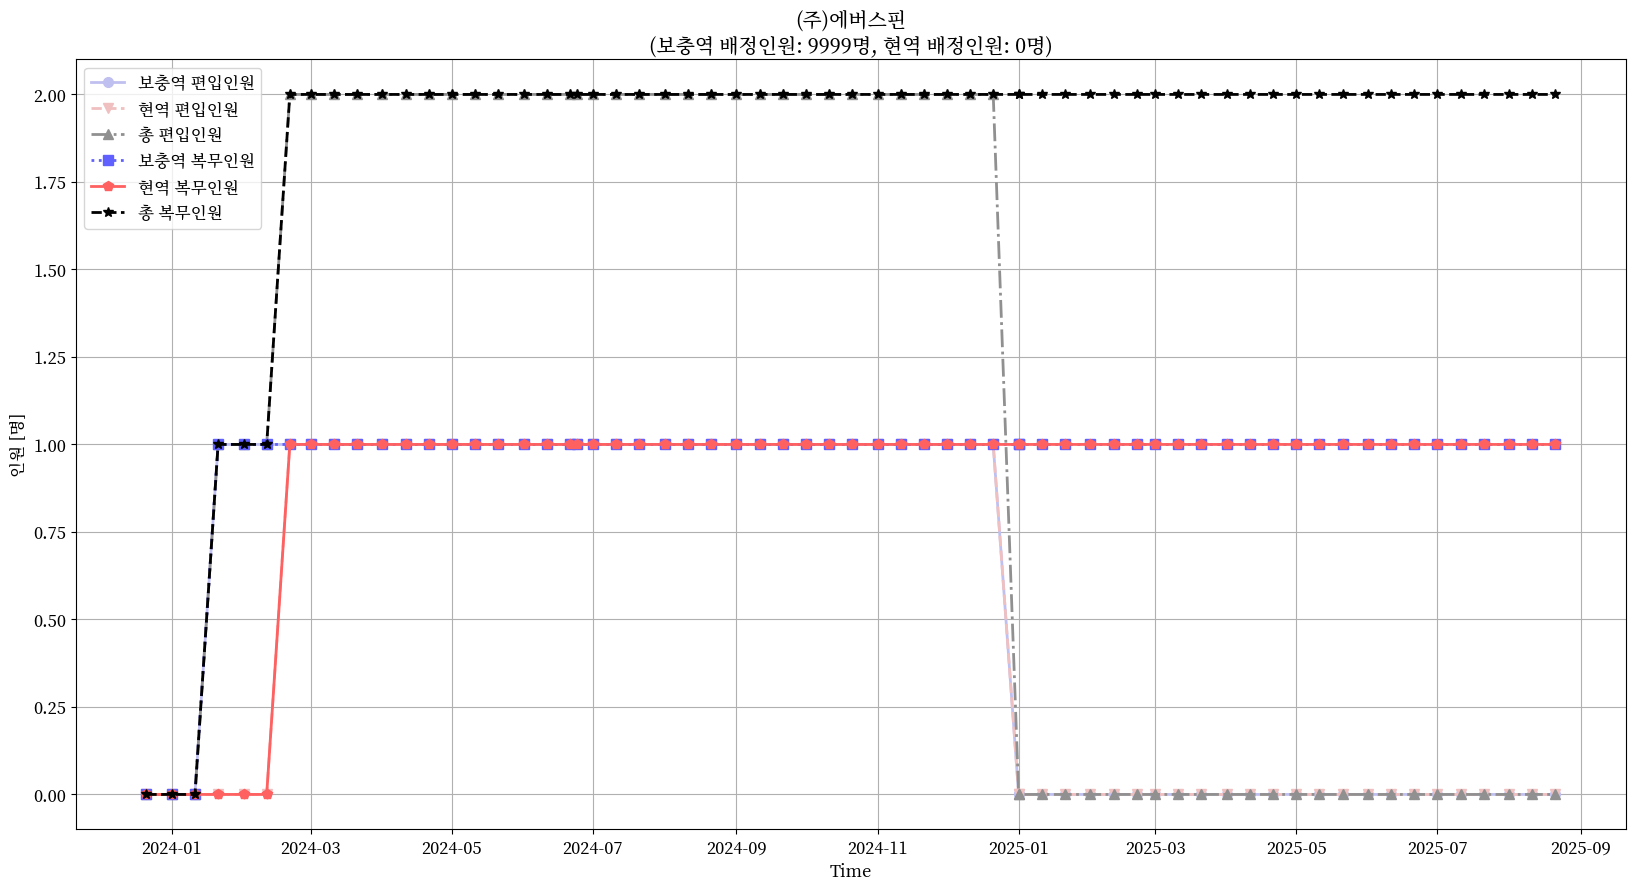 (주)에버스핀
(보충역 배정인원: 9999명, 현역 배정인원: 0명)
보충역 편입인원
현역 편입인원
총 편입인원
보충역 복무인원
현역 복무인원
총 복무인원
2.00
1.75
1.50
1.25
1.00
0.75
0.50
0.25
0.00
인원 [명]
2024-01
2024-03
2024-05
2024-07
2024-09
2024-11
2025-01
2025-03
2025-05
2025-07
2025-09
Time